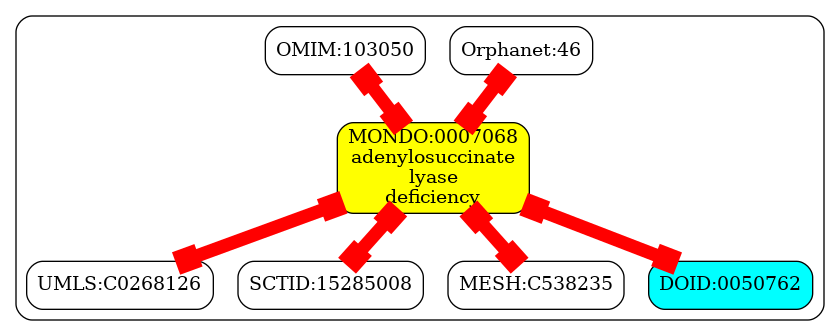 OMIM:103050
Orphanet:46
MONDO:0007068
adenylosuccinate
lyase
deficiency
UMLS:C0268126
SCTID:15285008
MESH:C538235
DOID:0050762